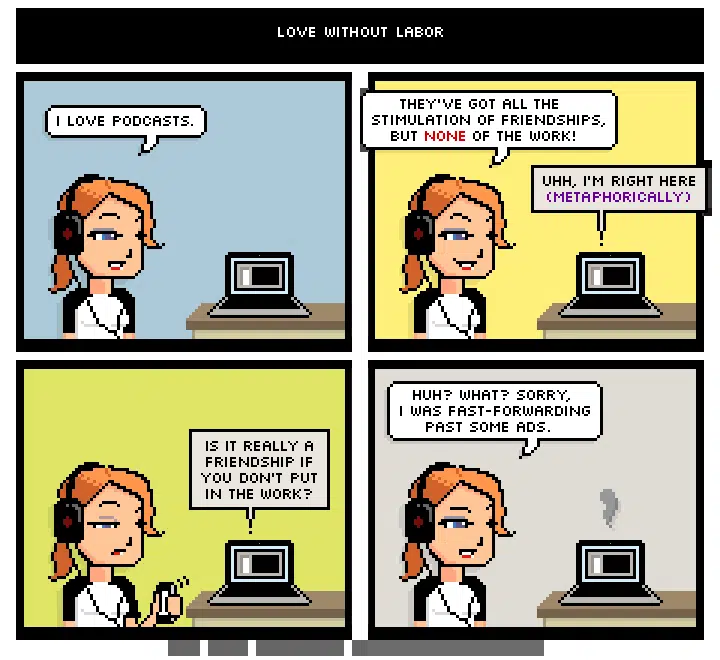 LOVE WITHOUT LABOR
I LOVE PODCASTS.
THEY'VE GOT ALL THE
STIMULATION OF FRIENDSHIPS,
BUT NONE OF THE WORK!
UHH, I'M RIGHT HERE
(METAPHORICALLY)
IS IT REALLY A
FRIENDSHIP IF
YOU DON'T PUT
IN THE WORK?
HUH? WHAT? SORRY,
I WAS FAST-FORWARDING
PAST SOME ADS.